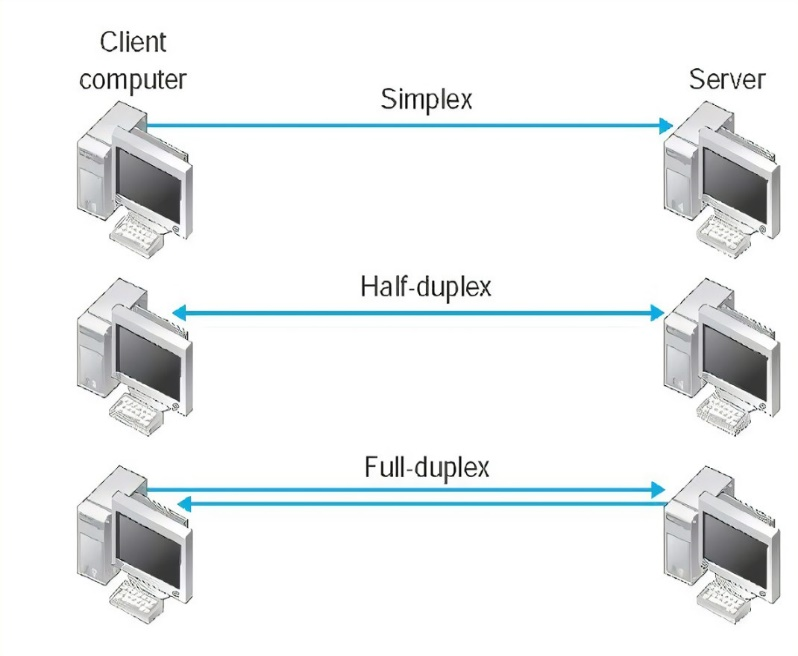 Client
computer
Server
Simplex
Half-duplex
Full-duplex